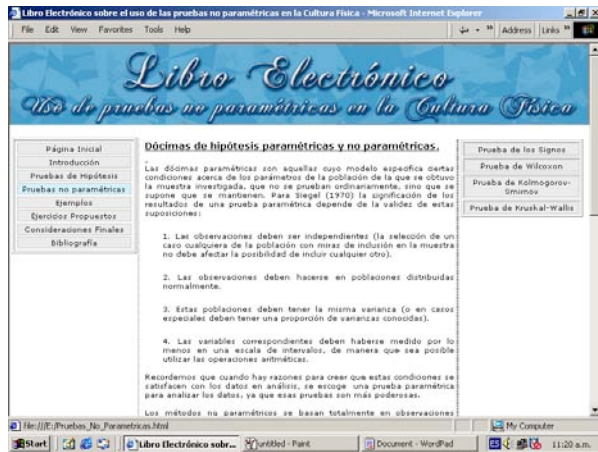 Libro Electrónico sobre el uso de las pruebas no paramétricas en la Cultura Física - Microsoft Internet Explorer
File Edit View Favorites Tools Help
Address Links
Libro Electrónico
Uso de pruebas no paramétricas en la Cultura Física
Página Inicial
Introducción
Pruebas de Hipótesis
Pruebas no paramétricas
Ejemplos
Ejercicios Propuestos
Consideraciones Finales
Bibliografía
Dócimas de hipótesis paramétricas y no paramétricas.
Las dócimas paramétricas son aquellas cuyo modelo especifica ciertas
condiciones acerca de los parámetros de la población de la que se obtuvo
la muestra investigada, que no se prueban ordinariamente, sino que se
supone que se mantienen. Para Siegel (1970) la significación de los
resultados de una prueba paramétrica depende de la validez de estas
suposiciones:
1. Las observaciones deben ser independientes (la selección de un
caso cualquiera de la población con miras de inclusión en la muestra
no debe afectar la posibilidad de incluir cualquier otro).
2. Las observaciones deben hacerse en poblaciones distribuidas
normalmente.
3. Estas poblaciones deben tener la misma varianza (o en casos
especiales deben tener una proporción de varianzas conocidas).
4. Las variables correspondientes deben haberse medido por lo
menos en una escala de intervalos, de manera que sea posible
utilizar las operaciones aritméticas.
Recordemos que cuando hay razones para creer que estas condiciones se
satisfacen con los datos en análisis, se escoge una prueba paramétrica
para analizar los datos, ya que esas pruebas son más poderosas.
Los métodos no paramétricos se basan totalmente en observaciones
Prueba de los Signos
Prueba de Wilcoxon
Prueba de Kolmogorov-
Smirnov
Prueba de Kruskal-Wallis
file:///E:/Pruebas_No_Parametricas.html
My Computer
Start
Libro Electrónico sobr...
untitled - Paint
Document - WordPad
ES
11:20 a.m.